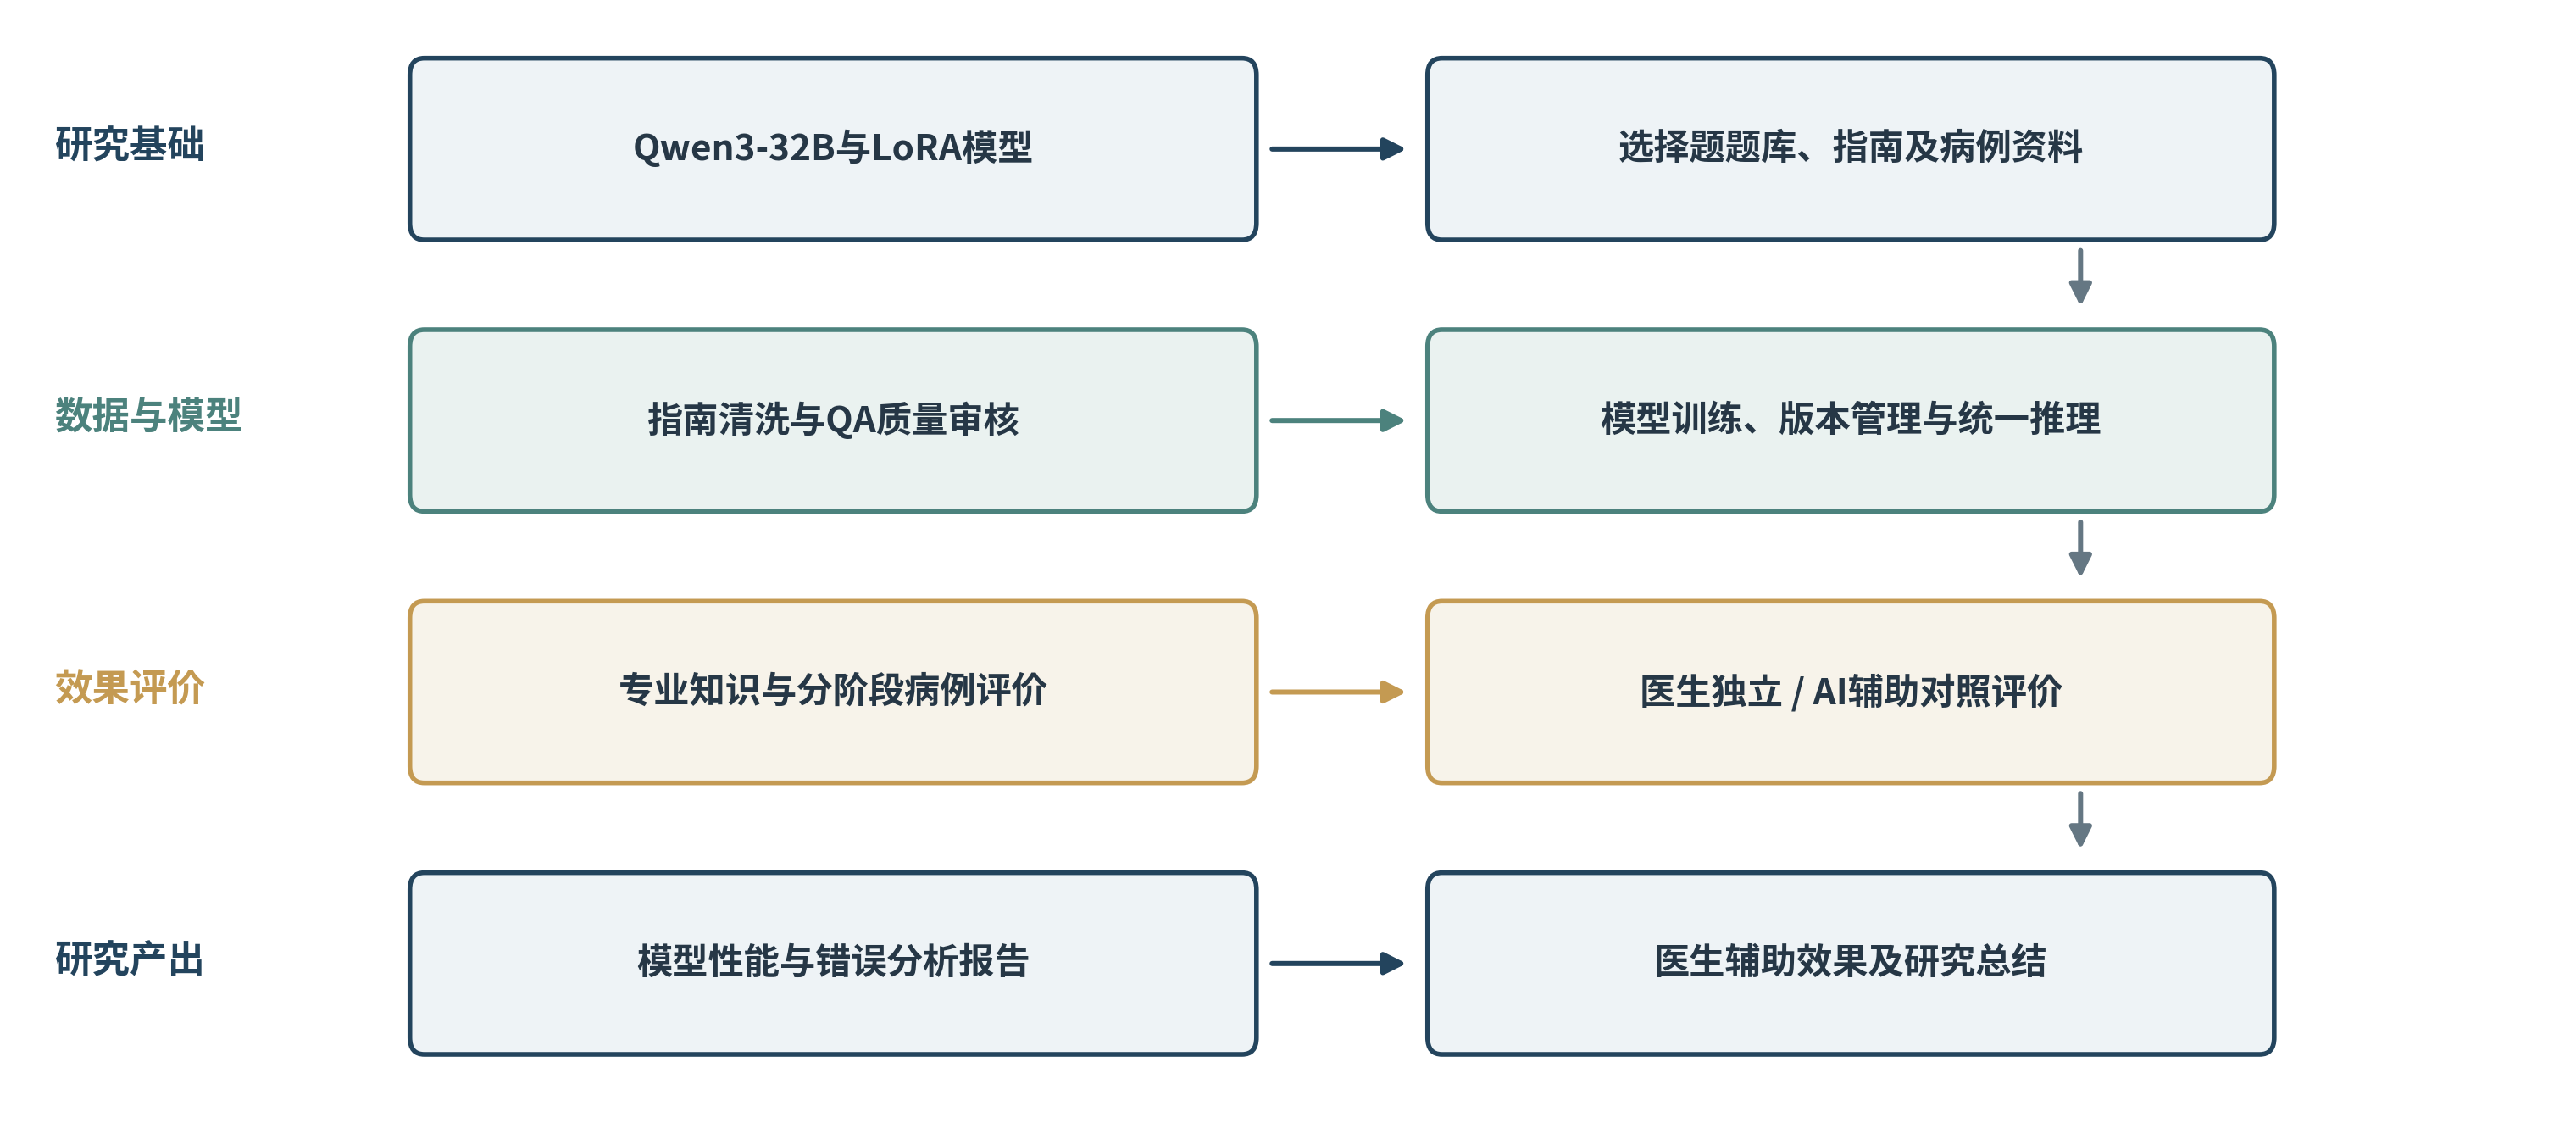 研究基础
Qwen3-32B与LoRA模型
选择题题库、指南及病例资料
数据与模型
指南清洗与QA质量审核
模型训练、版本管理与统一推理
效果评价
专业知识与分阶段病例评价
医生独立 / AI辅助对照评价
研究产出
模型性能与错误分析报告
医生辅助效果及研究总结